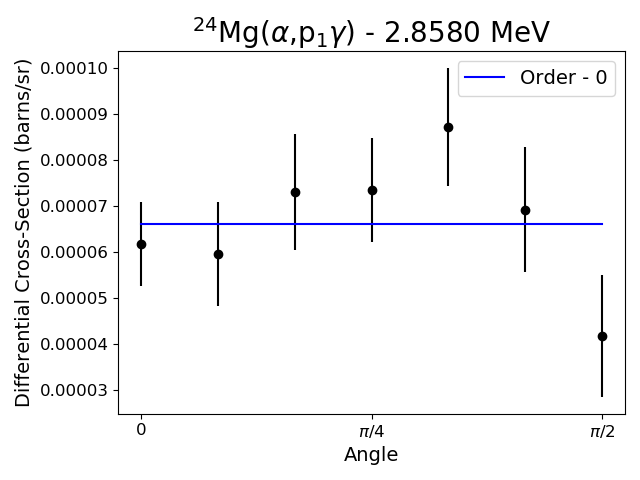 ²⁴Mg(α,p₁γ) - 2.8580 MeV
Order - 0
Differential Cross-Section (barns/sr)
0.00010
0.00009
0.00008
0.00007
0.00006
0.00005
0.00004
0.00003
0 π/4 π/2
Angle